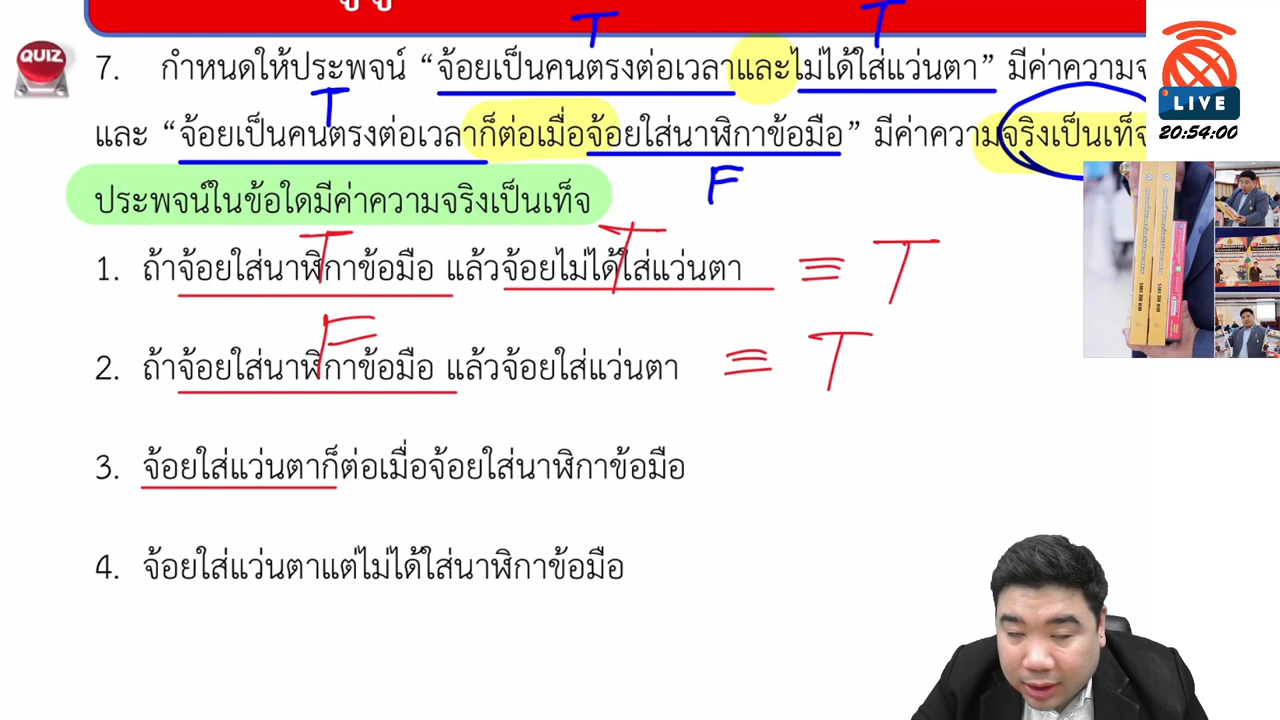 QUIZ
7. กำหนดให้ประพจน์ “จ้อยเป็นคนตรงต่อเวลาและไม่ได้ใส่แว่นตา” มีค่าความจ
และ “จ้อยเป็นคนตรงต่อเวลาก็ต่อเมื่อจ้อยใส่นาฬิกาข้อมือ” มีค่าความจริงเป็นเท็จ
ประพจน์ในข้อใดมีค่าความจริงเป็นเท็จ
1. ถ้าจ้อยใส่นาฬิกาข้อมือ แล้วจ้อยไม่ได้ใส่แว่นตา ≡ T
2. ถ้าจ้อยใส่นาฬิกาข้อมือ แล้วจ้อยใส่แว่นตา ≡ T
3. จ้อยใส่แว่นตาก็ต่อเมื่อจ้อยใส่นาฬิกาข้อมือ
4. จ้อยใส่แว่นตาแต่ไม่ได้ใส่นาฬิกาข้อมือ
T
T
T
F
T
T
F
LIVE
20:54:00